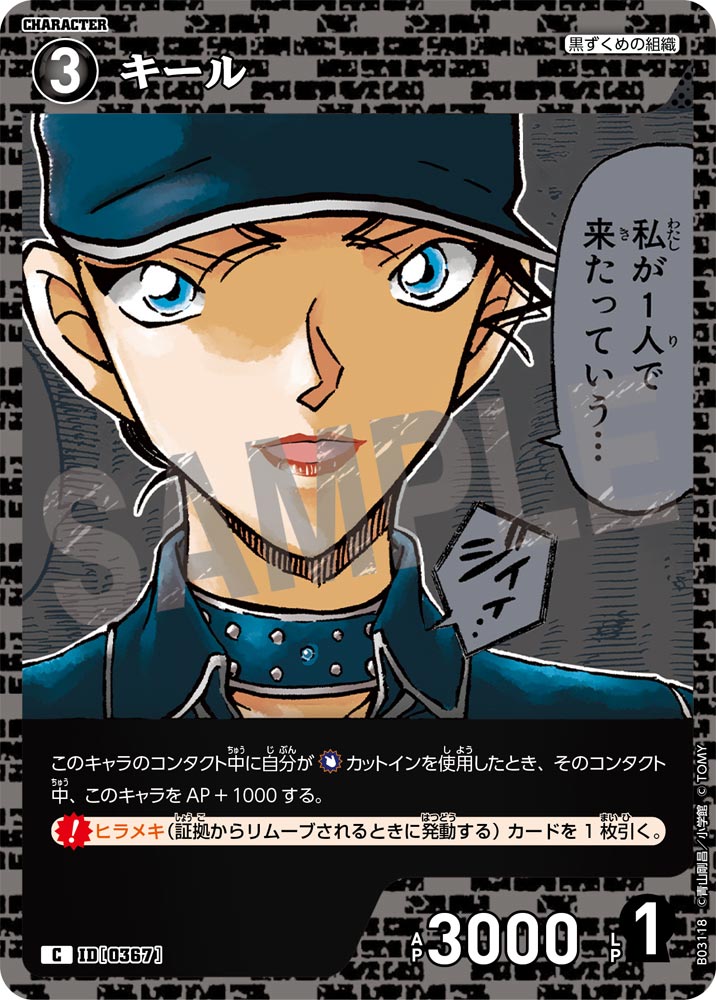 CHARACTER
3
キール
黒ずくめの組織
私が1人で
来たっていう…
ジイィ…
SAMPLE
このキャラのコンタクト中に自分が カットインを使用したとき、そのコンタクト
中、このキャラをAP+1000する。
ヒラメキ(証拠からリムーブされるときに発動する) カードを1枚引く。
C ID[0367]
AP 3000 LP 1
B03118 ©青山剛昌/小学館 ©TOMY